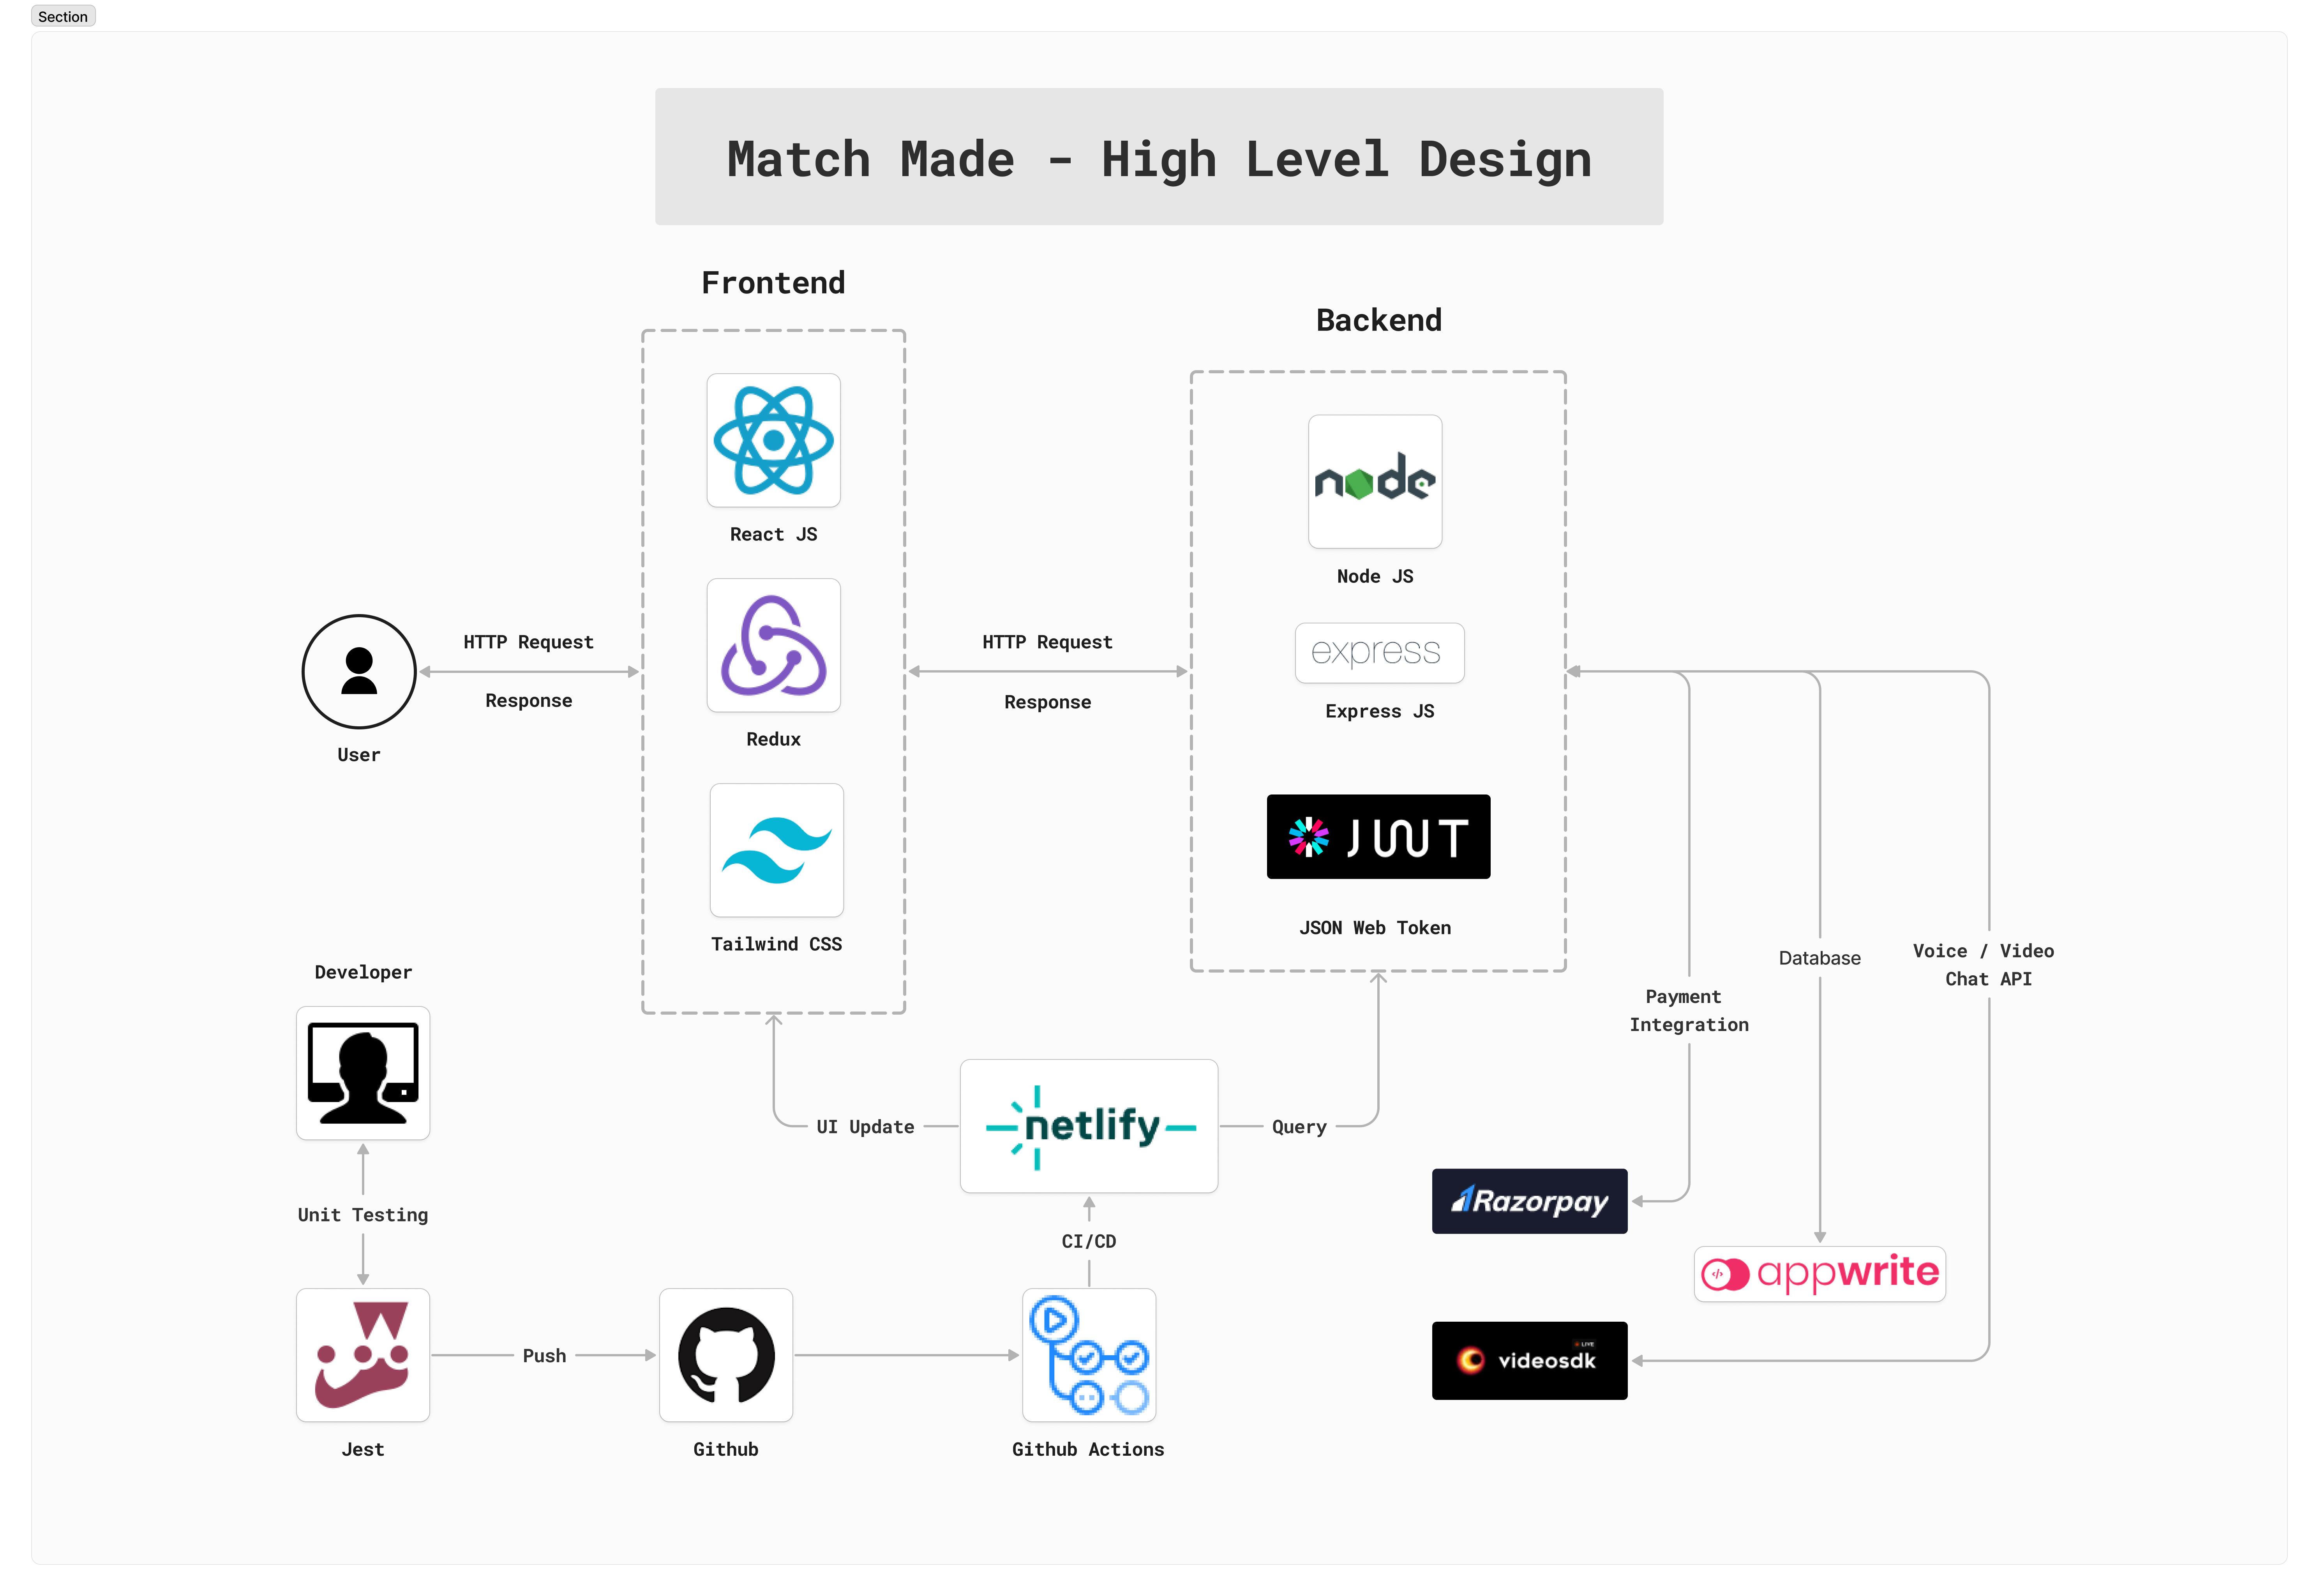 Section
Match Made - High Level Design
Frontend
Backend
React JS
node
Node JS
HTTP Request
Response
User
Redux
HTTP Request
Response
express
Express JS
JWT
JSON Web Token
Tailwind CSS
Developer
Payment
Integration
Database
Voice / Video
Chat API
UI Update
netlify
Query
Unit Testing
CI/CD
Razorpay
appwrite
LIVE
videosdk
Push
Jest
Github
Github Actions